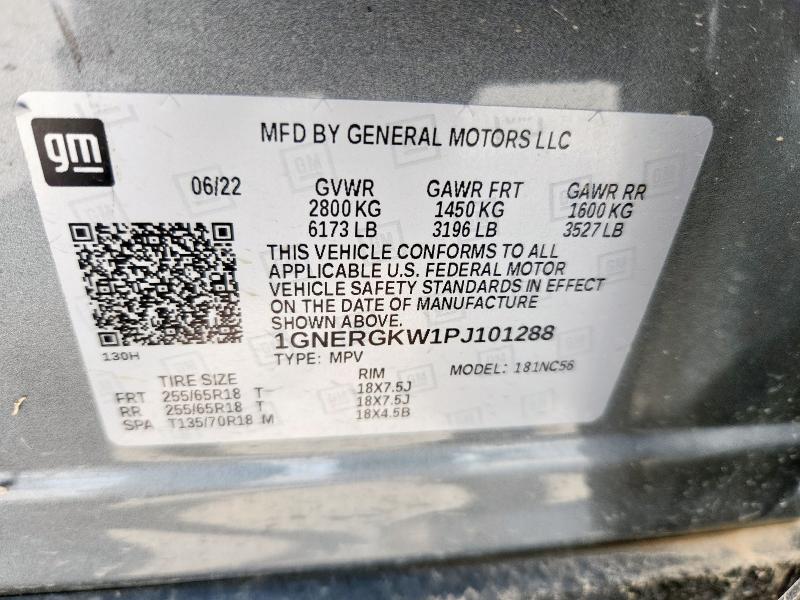 gm
MFD BY GENERAL MOTORS LLC
06/22 GVWR GAWR FRT GAWR RR
2800 KG 1450 KG 1600 KG
6173 LB 3196 LB 3527 LB
THIS VEHICLE CONFORMS TO ALL
APPLICABLE U.S. FEDERAL MOTOR
VEHICLE SAFETY STANDARDS IN EFFECT
ON THE DATE OF MANUFACTURE
SHOWN ABOVE.
1GNERGKW1PJ101288
130H
TYPE: MPV MODEL: 181NC56
TIRE SIZE RIM
FRT 255/65R18 T 18X7.5J
RR 255/65R18 T 18X7.5J
SPA T135/70R18 M 18X4.5B